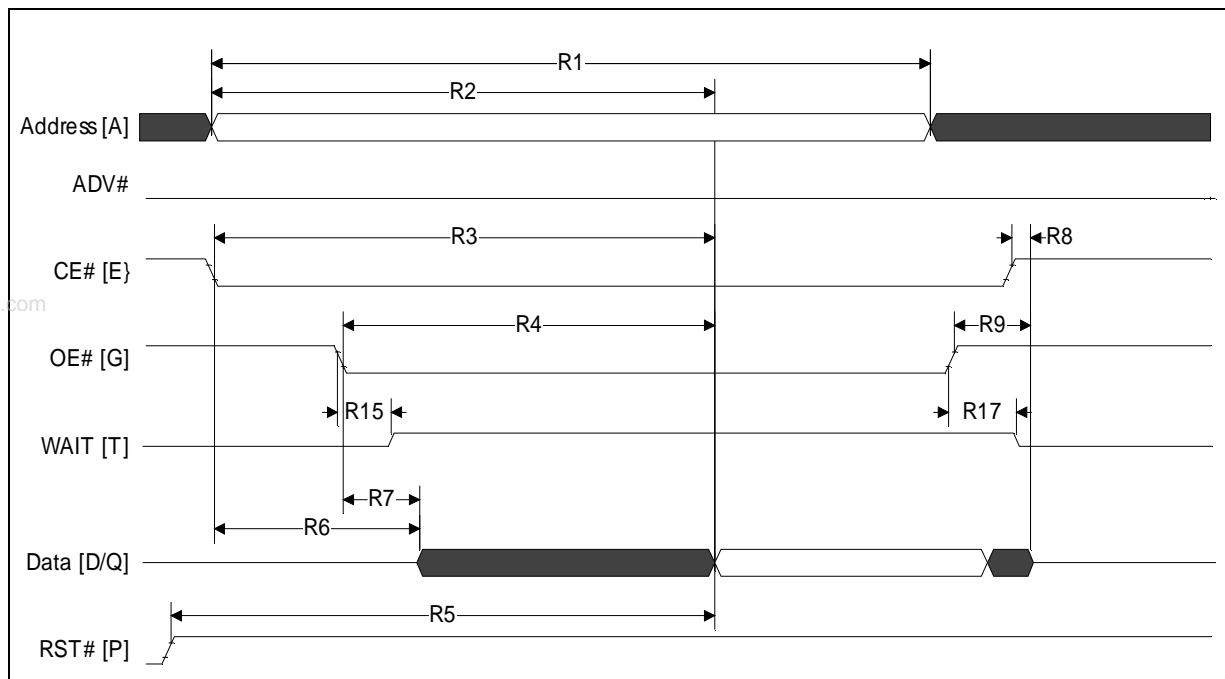 R1
R2
Address [A]
ADV#
R3
R8
CE# [E}
.com
R4
R9
OE# [G]
R15
R17
WAIT [T]
R7
R6
Data [D/Q]
R5
RST# [P]